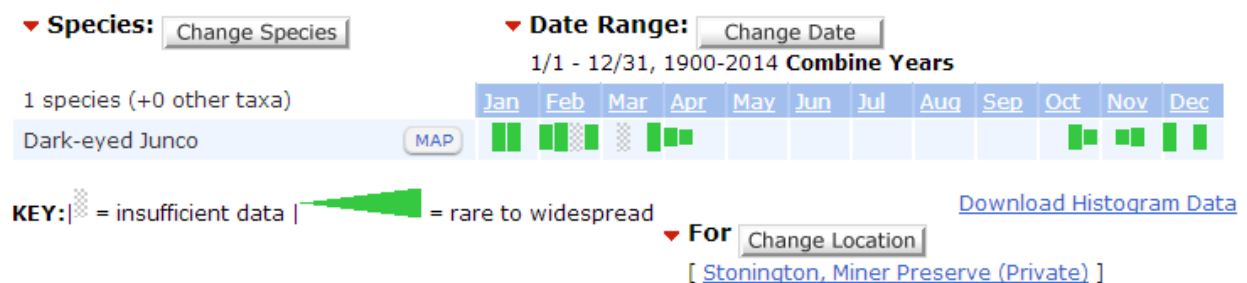 Species: Change Species
Date Range: Change Date
1/1 - 12/31, 1900-2014 Combine Years
1 species (+0 other taxa) Jan Feb Mar Apr May Jun Jul Aug Sep Oct Nov Dec
Dark-eyed Junco MAP
KEY:| = insufficient data | = rare to widespread
Download Histogram Data
For Change Location
[ Stonington, Miner Preserve (Private) ]